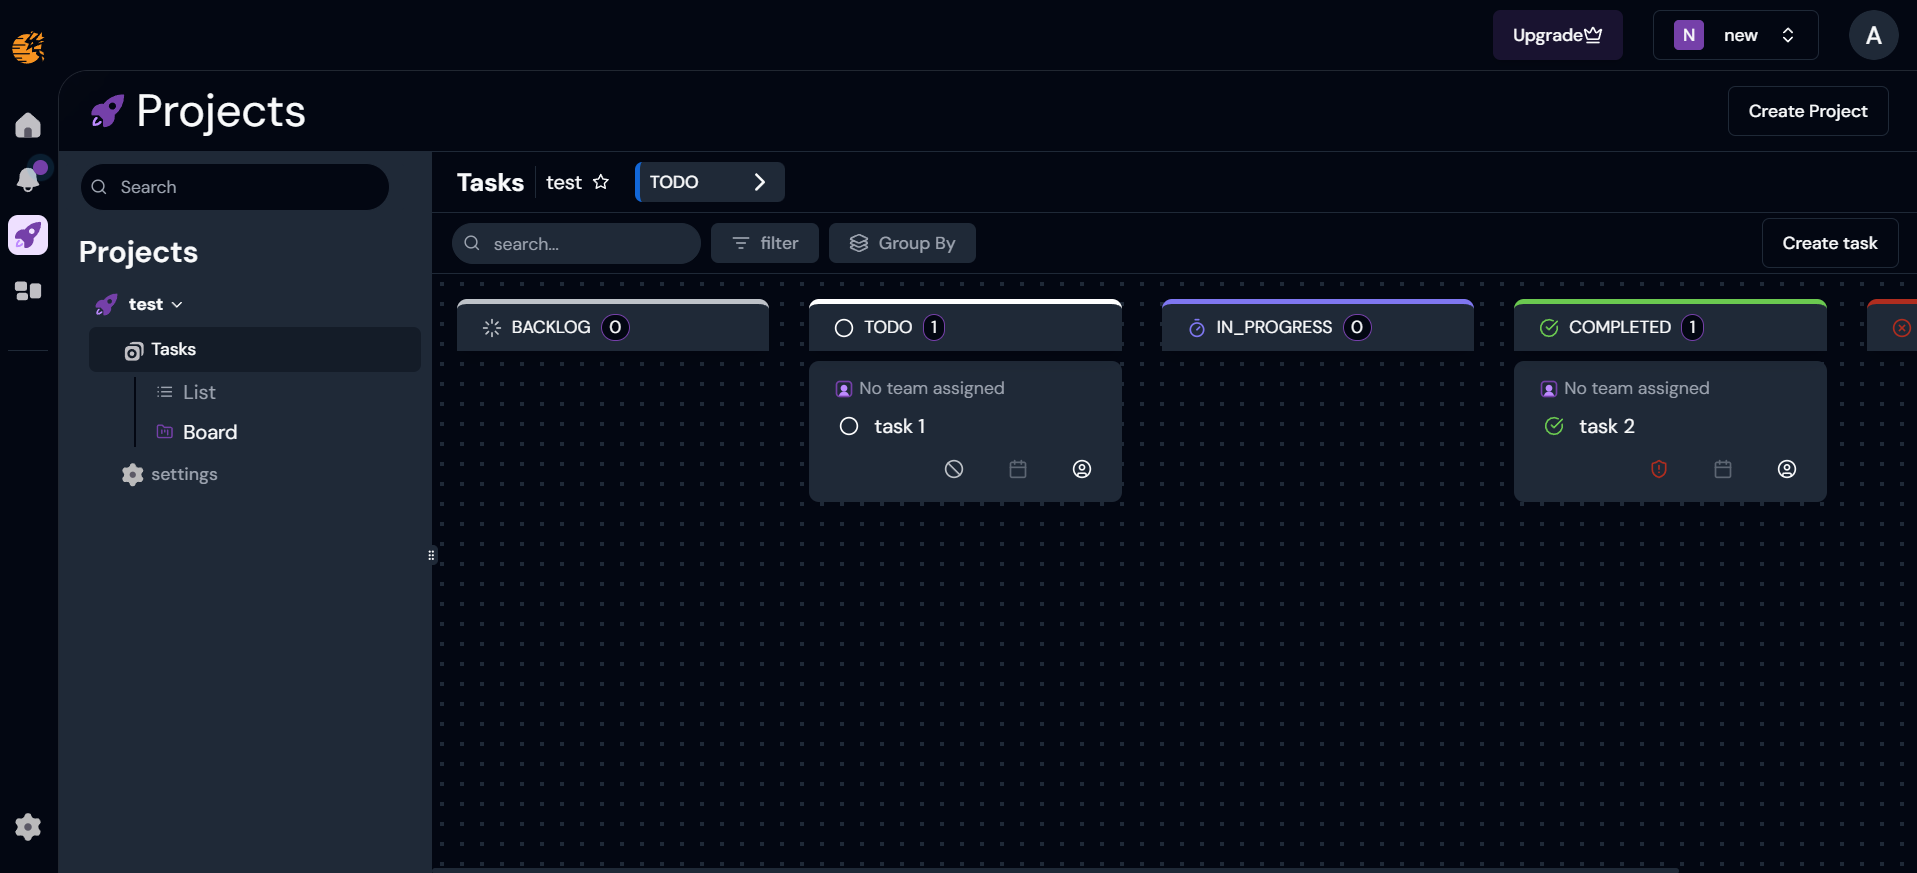 Upgrade
N new
A
Projects
Create Project
Search
Projects
test
Tasks
List
Board
settings
Tasks test TODO
search...
filter
Group By
Create task
BACKLOG 0
TODO 1
No team assigned
task 1
IN_PROGRESS 0
COMPLETED 1
No team assigned
task 2